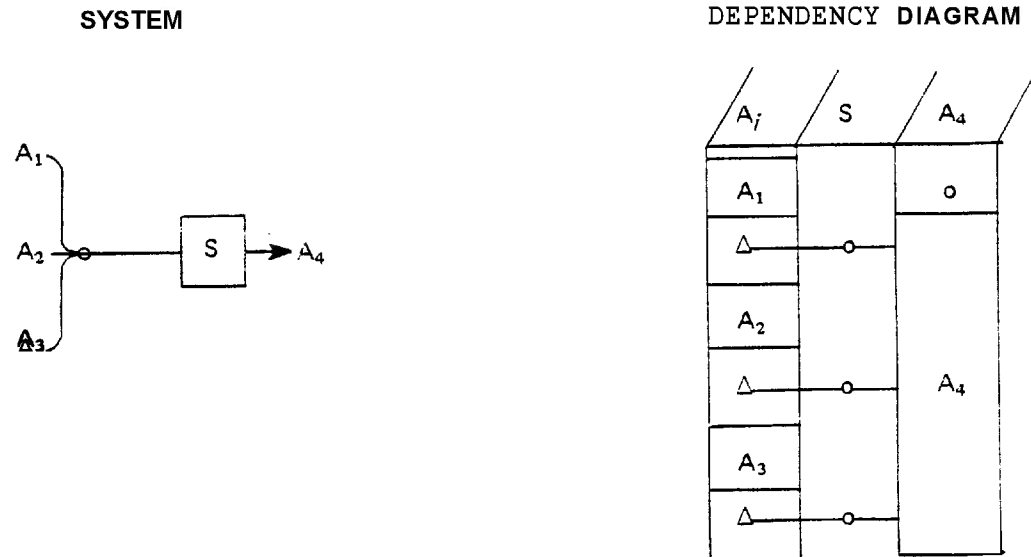 SYSTEM
DEPENDENCY DIAGRAM
A₁
A₂ S A₄
A₃
Aᵢ S A₄
A₁ o
Δ
A₂
Δ A₄
A₃
Δ